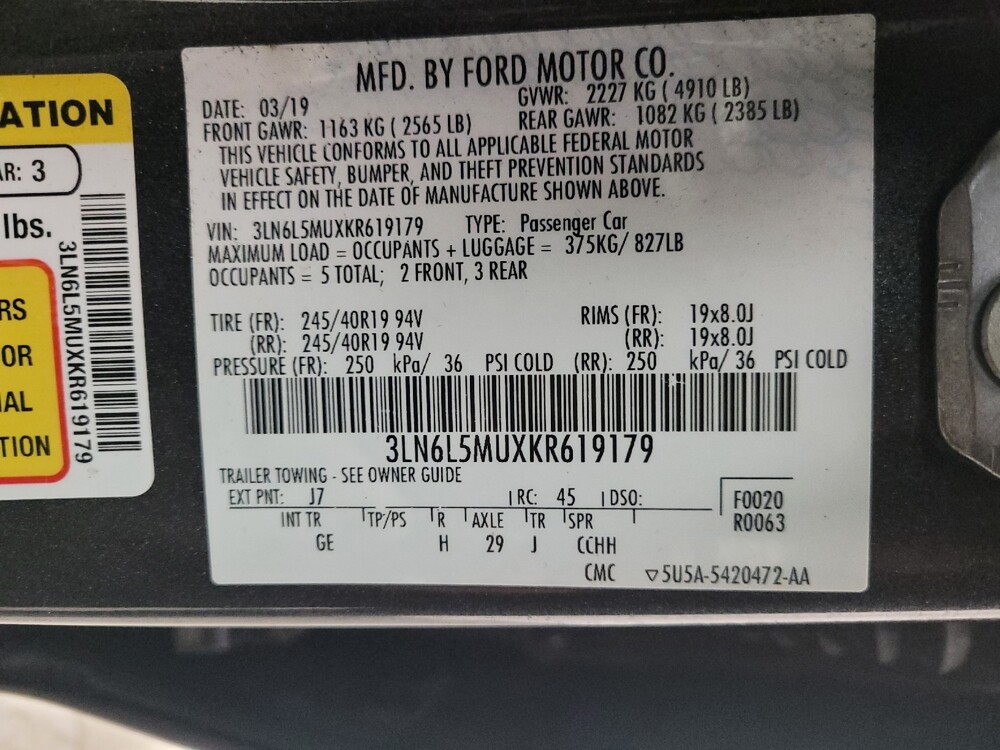 ATION
AR: 3
lbs.
RS
OR
IAL
TION
3LN6L5MUXKR619179
MFD. BY FORD MOTOR CO.
DATE: 03/19 GVWR: 2227 KG ( 4910 LB)
FRONT GAWR: 1163 KG ( 2565 LB) REAR GAWR: 1082 KG ( 2385 LB)
THIS VEHICLE CONFORMS TO ALL APPLICABLE FEDERAL MOTOR
VEHICLE SAFETY, BUMPER, AND THEFT PREVENTION STANDARDS
IN EFFECT ON THE DATE OF MANUFACTURE SHOWN ABOVE.
VIN: 3LN6L5MUXKR619179 TYPE: Passenger Car
MAXIMUM LOAD = OCCUPANTS + LUGGAGE = 375KG/ 827LB
OCCUPANTS = 5 TOTAL; 2 FRONT, 3 REAR
TIRE (FR): 245/40R19 94V RIMS (FR): 19x8.0J
(RR): 245/40R19 94V (RR): 19x8.0J
PRESSURE (FR): 250 kPa/ 36 PSI COLD (RR): 250 kPa/ 36 PSI COLD
3LN6L5MUXKR619179
TRAILER TOWING - SEE OWNER GUIDE
EXT PNT: J7 RC: 45 DSO: F0020
INT TR TP/PS R AXLE TR SPR R0063
GE H 29 J CCHH
CMC ▽5U5A-5420472-AA